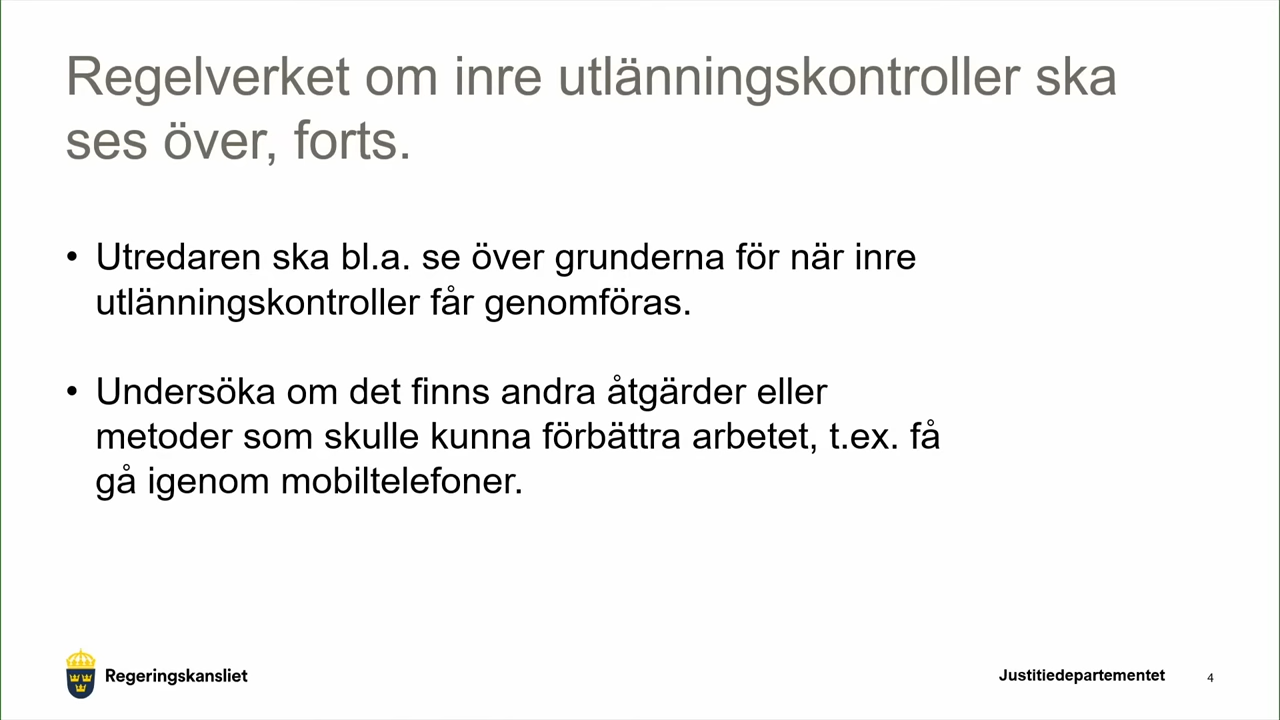 Regelverket om inre utlänningskontroller ska
ses över, forts.
• Utredaren ska bl.a. se över grunderna för när inre
utlänningskontroller får genomföras.
• Undersöka om det finns andra åtgärder eller
metoder som skulle kunna förbättra arbetet, t.ex. få
gå igenom mobiltelefoner.
Regeringskansliet
Justitiedepartementet
4